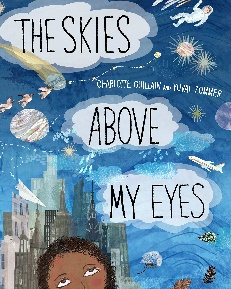 THE SKIES
CHARLOTTE GUILLAIN AND YUVAL ZOMMER
ABOVE
MY EYES